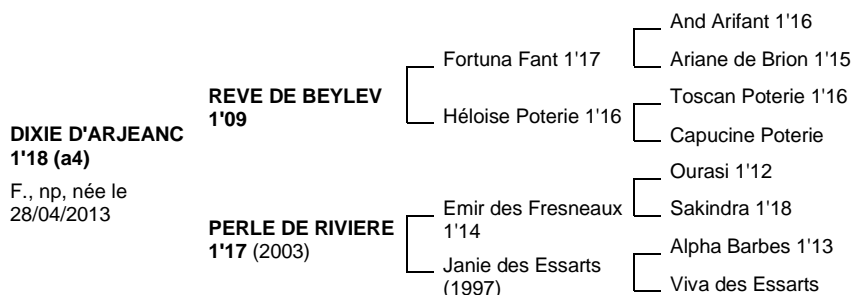 DIXIE D'ARJEANC
1'18 (a4)
F., np, née le
28/04/2013
REVE DE BEYLEV
1'09
PERLE DE RIVIERE
1'17 (2003)
Fortuna Fant 1'17
Héloise Poterie 1'16
Emir des Fresneaux
1'14
Janie des Essarts
(1997)
And Arifant 1'16
Ariane de Brion 1'15
Toscan Poterie 1'16
Capucine Poterie
Ourasi 1'12
Sakindra 1'18
Alpha Barbes 1'13
Viva des Essarts